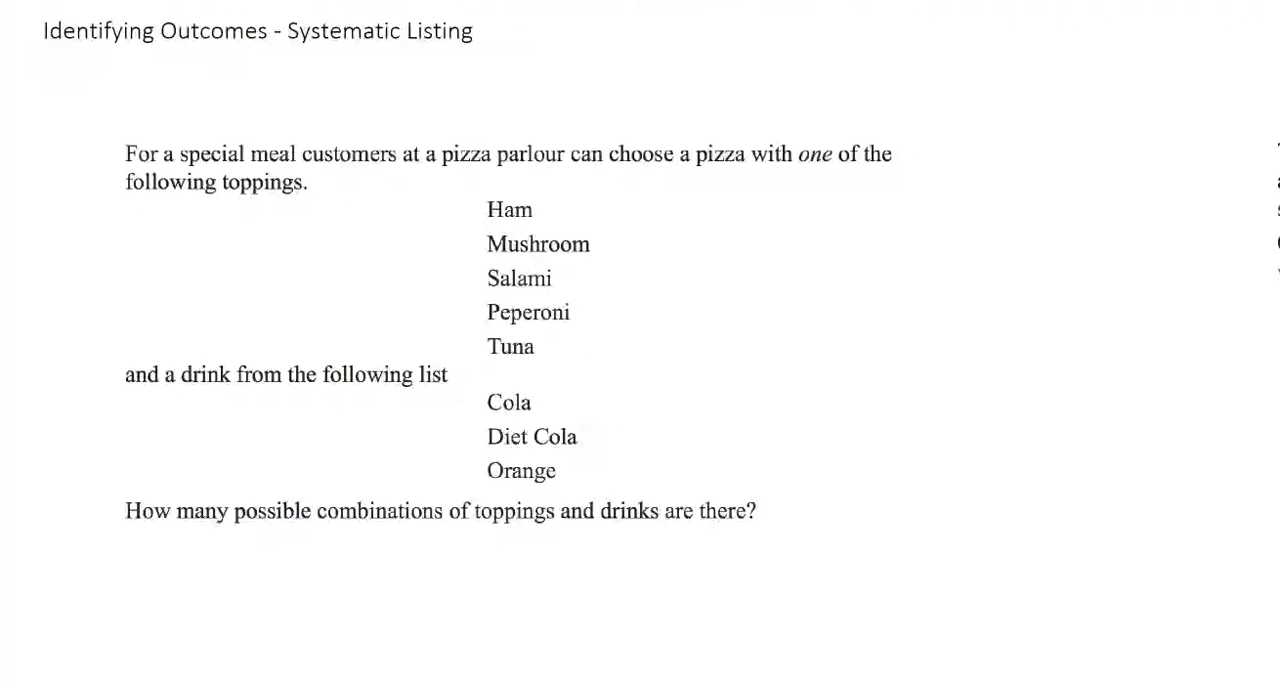 Identifying Outcomes - Systematic Listing
For a special meal customers at a pizza parlour can choose a pizza with one of the
following toppings.
Ham
Mushroom
Salami
Peperoni
Tuna
and a drink from the following list
Cola
Diet Cola
Orange
How many possible combinations of toppings and drinks are there?